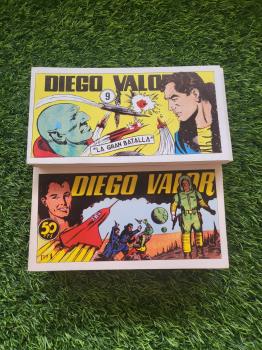 DIEGO VALOR
9
"LA GRAN BATALLA"
DIEGO VALOR
50